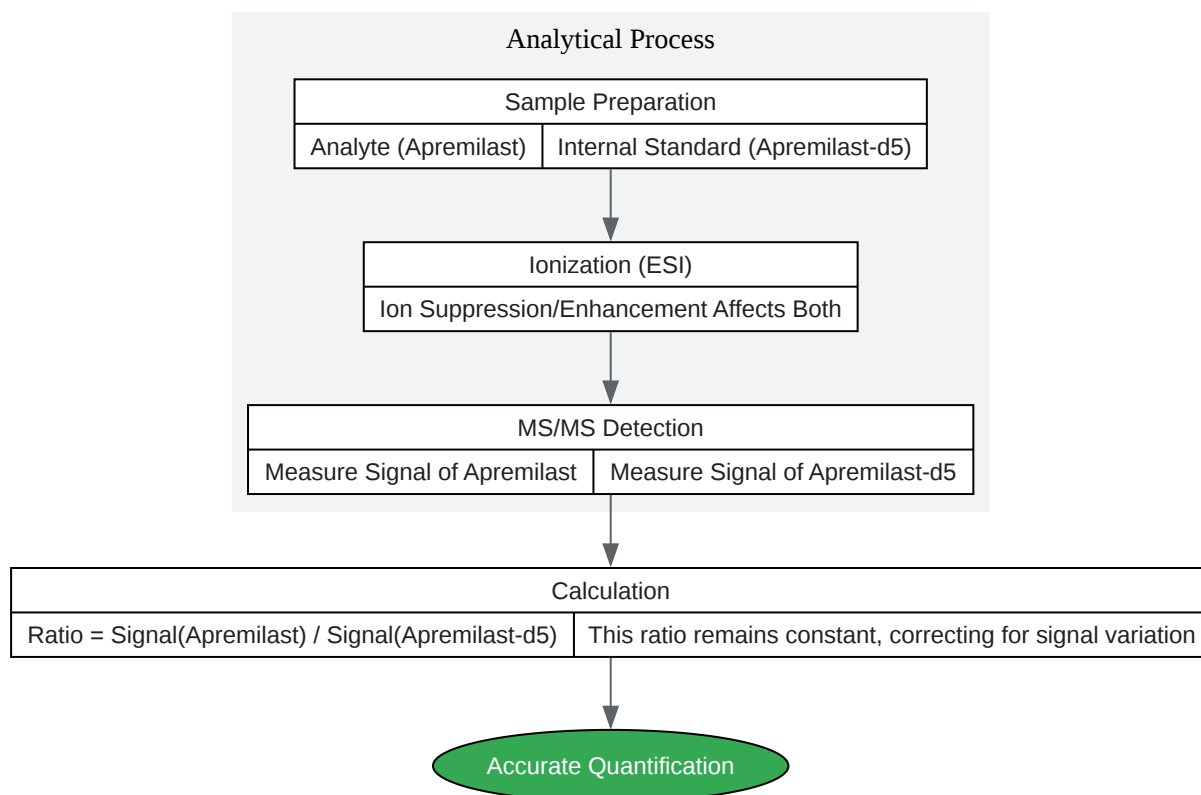 Analytical Process
Sample Preparation
Analyte (Apremilast)
Internal Standard (Apremilast-d5)
Ionization (ESI)
Ion Suppression/Enhancement Affects Both
MS/MS Detection
Measure Signal of Apremilast
Measure Signal of Apremilast-d5
Calculation
Ratio = Signal(Apremilast) / Signal(Apremilast-d5)
This ratio remains constant, correcting for signal variation
Accurate Quantification